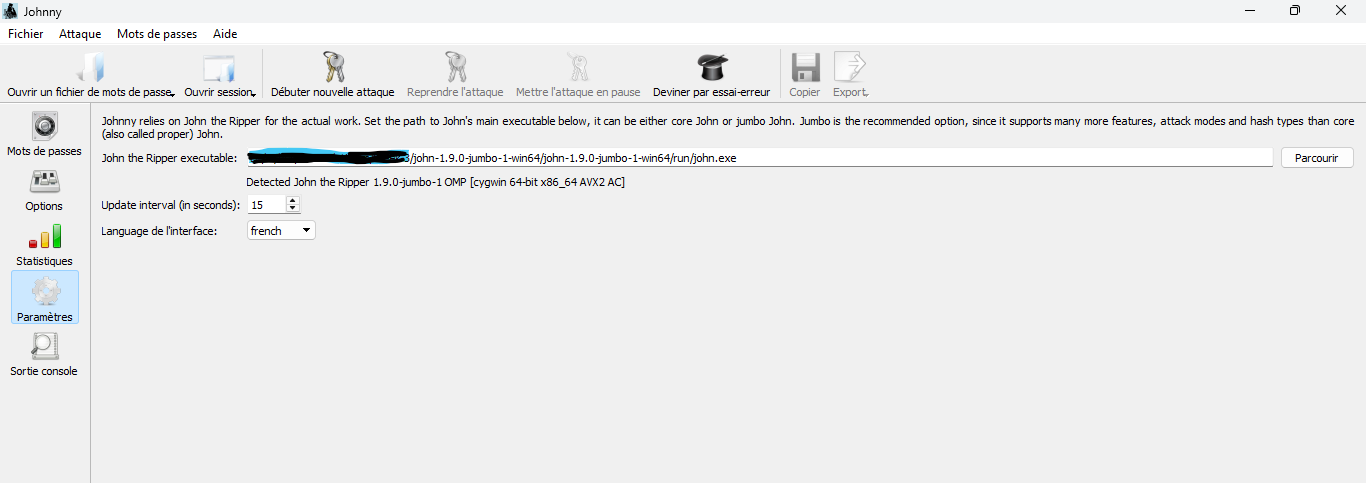 Johnny
Fichier Attaque Mots de passes Aide
Ouvrir un fichier de mots de passe Ouvrir session Débuter nouvelle attaque Reprendre l'attaque Mettre l'attaque en pause Deviner par essai-erreur Copier Export
Mots de passes
Options
Statistiques
Paramètres
Sortie console
Johnny relies on John the Ripper for the actual work. Set the path to John's main executable below, it can be either core John or jumbo John. Jumbo is the recommended option, since it supports many more features, attack modes and hash types than core
(also called proper) John.
John the Ripper executable: /john-1.9.0-jumbo-1-win64/john-1.9.0-jumbo-1-win64/run/john.exe Parcourir
Detected John the Ripper 1.9.0-jumbo-1 OMP [cygwin 64-bit x86_64 AVX2 AC]
Update interval (in seconds): 15
Language de l'interface: french